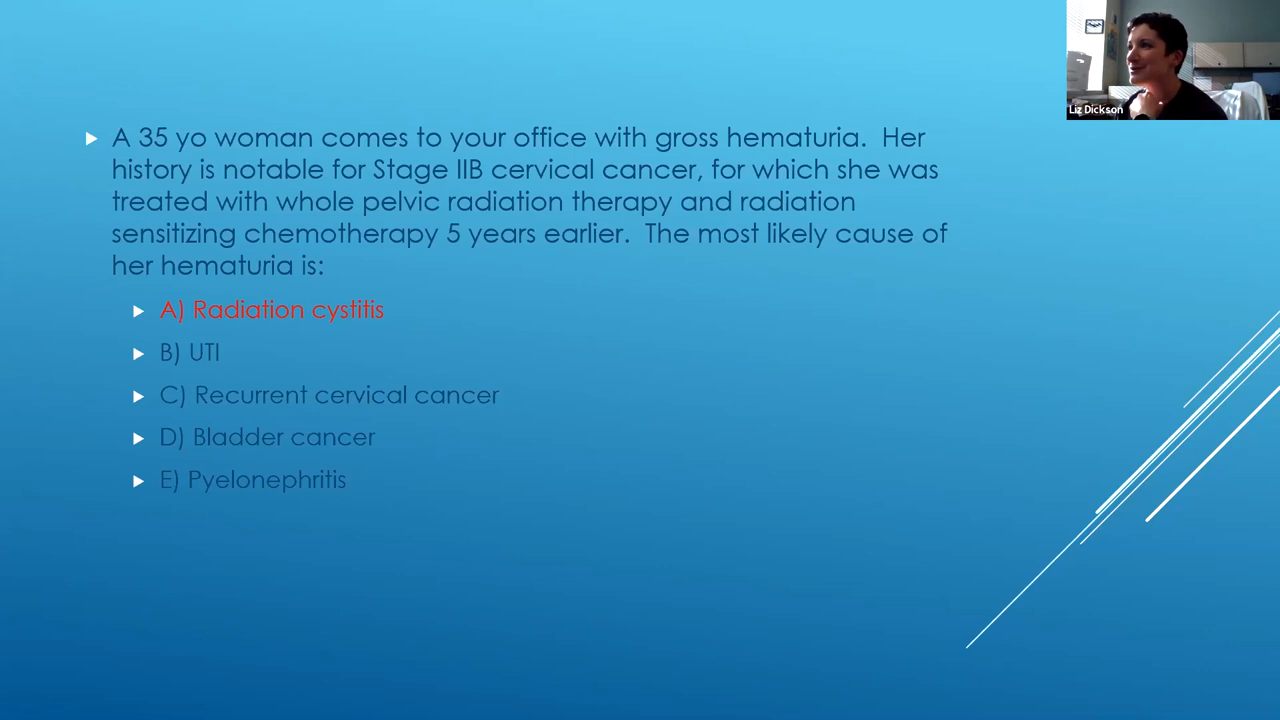 A 35 yo woman comes to your office with gross hematuria. Her
history is notable for Stage IIB cervical cancer, for which she was
treated with whole pelvic radiation therapy and radiation
sensitizing chemotherapy 5 years earlier. The most likely cause of
her hematuria is:
A) Radiation cystitis
B) UTI
C) Recurrent cervical cancer
D) Bladder cancer
E) Pyelonephritis
Liz Dickson